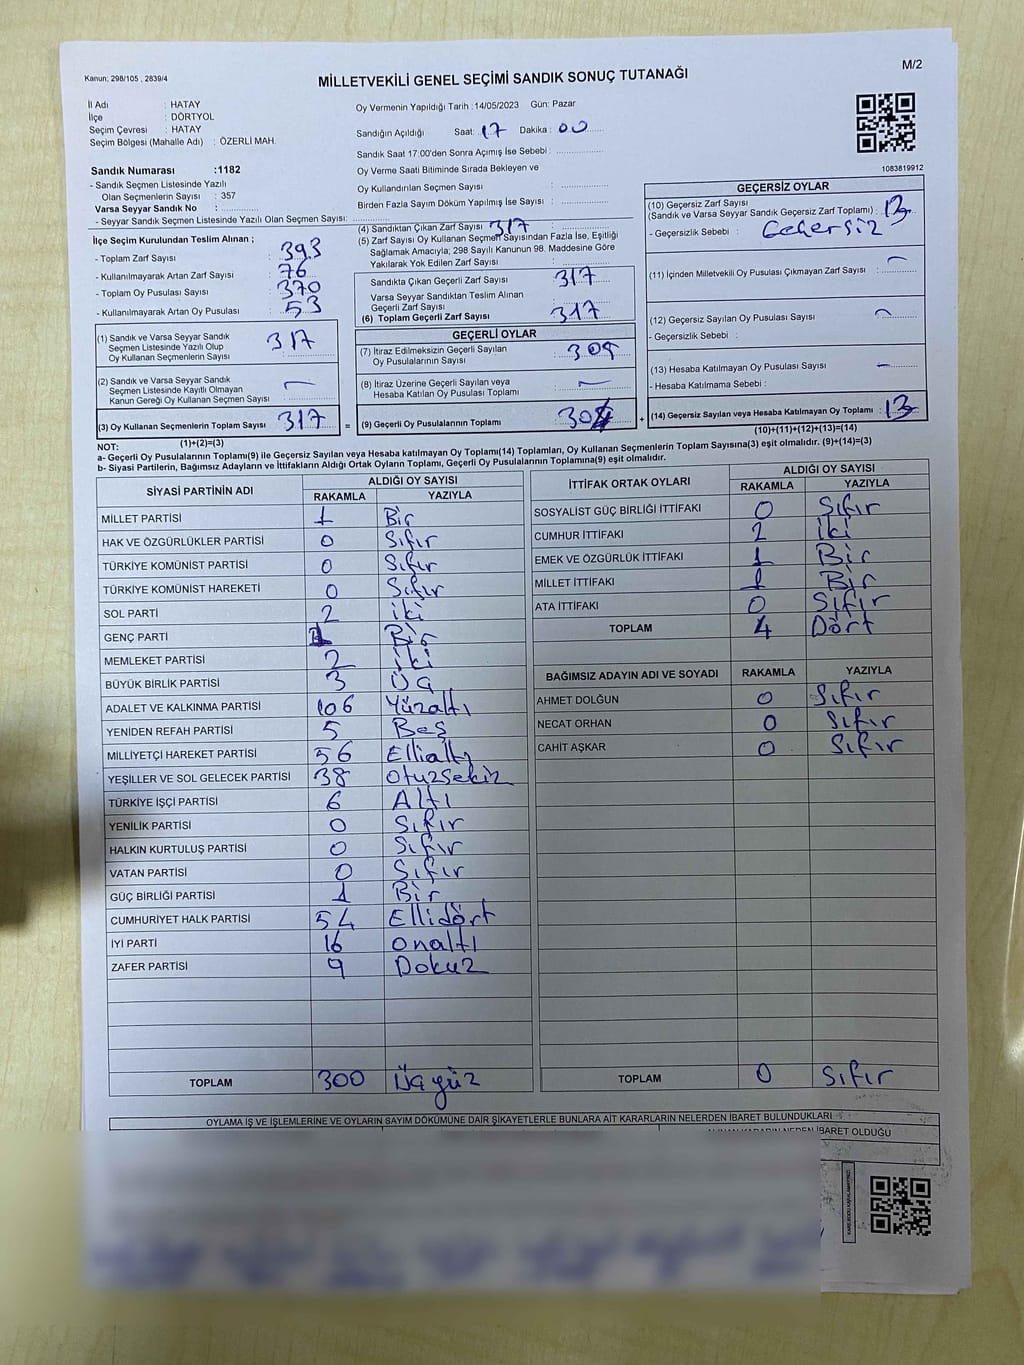 Kanun; 298/105 , 2839/4
M/2
MİLLETVEKİLİ GENEL SEÇİMİ SANDIK SONUÇ TUTANAĞI
İl Adı : HATAY
İlçe : DÖRTYOL
Seçim Çevresi : HATAY
Seçim Bölgesi (Mahalle Adı) : ÖZERLİ MAH.
Sandık Numarası :1182
- Sandık Seçmen Listesinde Yazılı
Olan Seçmenlerin Sayısı : 357
Varsa Seyyar Sandık No :
- Seyyar Sandık Seçmen Listesinde Yazılı Olan Seçmen Sayısı:
Oy Vermenin Yapıldığı Tarih :14/05/2023 Gün: Pazar
Sandığın Açıldığı Saat: 17 Dakika : 00
Sandık Saat 17:00'den Sonra Açımış İse Sebebi :
Oy Verme Saati Bitiminde Sırada Bekleyen ve
Oy Kullandırılan Seçmen Sayısı :
Birden Fazla Sayım Döküm Yapılmış İse Sayısı :
1083819912
İlçe Seçim Kurulundan Teslim Alınan ;
- Toplam Zarf Sayısı : 393
- Kullanılmayarak Artan Zarf Sayısı : 76
- Toplam Oy Pusulası Sayısı : 370
- Kullanılmayarak Artan Oy Pusulası : 53
(4) Sandıktan Çıkan Zarf Sayısı : 317
(5) Zarf Sayısı Oy Kullanan Seçmen Sayısından Fazla İse, Eşitliği
Sağlamak Amacıyla; 298 Sayılı Kanunun 98. Maddesine Göre
Yakılarak Yok Edilen Zarf Sayısı :
Sandıkta Çıkan Geçerli Zarf Sayısı : 317
Varsa Seyyar Sandıktan Teslim Alınan
Geçerli Zarf Sayısı :
(6) Toplam Geçerli Zarf Sayısı : 317
GEÇERSİZ OYLAR
(10) Geçersiz Zarf Sayısı
(Sandık ve Varsa Seyyar Sandık Geçersiz Zarf Toplamı) : 13
- Geçersizlik Sebebi : Geçersiz
(11) İçinden Milletvekili Oy Pusulası Çıkmayan Zarf Sayısı : -
(12) Geçersiz Sayılan Oy Pusulası Sayısı : -
- Geçersizlik Sebebi :
(13) Hesaba Katılmayan Oy Pusulası Sayısı : -
- Hesaba Katılmama Sebebi :
(14) Geçersiz Sayılan veya Hesaba Katılmayan Oy Toplamı : 13
(10)+(11)+(12)+(13)=(14)
(1) Sandık ve Varsa Seyyar Sandık
Seçmen Listesinde Yazılı Olup
Oy Kullanan Seçmenlerin Sayısı : 317
(2) Sandık ve Varsa Seyyar Sandık
Seçmen Listesinde Kayıtlı Olmayan
Kanun Gereği Oy Kullanan Seçmen Sayısı : -
(3) Oy Kullanan Seçmenlerin Toplam Sayısı : 317 =
(1)+(2)=(3)
GEÇERLİ OYLAR
(7) İtiraz Edilmeksizin Geçerli Sayılan
Oy Pusulalarının Sayısı :
(8) İtiraz Üzerine Geçerli Sayılan veya
Hesaba Katılan Oy Pusulası Toplamı : -
(9) Geçerli Oy Pusulalarının Toplamı : 304 +
NOT:
a- Geçerli Oy Pusulalarının Toplamı(9) ile Geçersiz Sayılan veya Hesaba katılmayan Oy Toplamı(14) Toplamları, Oy Kullanan Seçmenlerin Toplam Sayısına(3) eşit olmalıdır. (9)+(14)=(3)
b- Siyasi Partilerin, Bağımsız Adayların ve İttifakların Aldığı Ortak Oyların Toplamı, Geçerli Oy Pusulalarının Toplamına(9) eşit olmalıdır.
SİYASİ PARTİNİN ADI ALDIĞI OY SAYISI
RAKAMLA YAZIYLA
MİLLET PARTİSİ 1 Bir
HAK VE ÖZGÜRLÜKLER PARTİSİ 0 Sıfır
TÜRKİYE KOMÜNİST PARTİSİ 0 Sıfır
TÜRKİYE KOMÜNİST HAREKETİ 0 Sıfır
SOL PARTİ 2 iki
GENÇ PARTİ 1 Bir
MEMLEKET PARTİSİ 2 iki
BÜYÜK BİRLİK PARTİSİ 3 Üç
ADALET VE KALKINMA PARTİSİ 106 Yüzaltı
YENİDEN REFAH PARTİSİ 5 Beş
MİLLİYETÇİ HAREKET PARTİSİ 56 Ellialtı
YEŞİLLER VE SOL GELECEK PARTİSİ 38 Otuzsekiz
TÜRKİYE İŞÇİ PARTİSİ 6 Altı
YENİLİK PARTİSİ 0 Sıfır
HALKIN KURTULUŞ PARTİSİ 0 Sıfır
VATAN PARTİSİ 0 Sıfır
GÜÇ BİRLİĞİ PARTİSİ 1 Bir
CUMHURİYET HALK PARTİSİ 54 Ellidört
İYİ PARTİ 16 onaltı
ZAFER PARTİSİ 9 Dokuz
TOPLAM 300 Üçyüz
İTTİFAK ORTAK OYLARI ALDIĞI OY SAYISI
RAKAMLA YAZIYLA
SOSYALİST GÜÇ BİRLİĞİ İTTİFAKI 0 Sıfır
CUMHUR İTTİFAKI 2 iki
EMEK VE ÖZGÜRLÜK İTTİFAKI 1 Bir
MİLLET İTTİFAKI 1 Bir
ATA İTTİFAKI 0 Sıfır
TOPLAM 4 Dört
BAĞIMSIZ ADAYIN ADI VE SOYADI RAKAMLA YAZIYLA
AHMET DOLĞUN 0 Sıfır
NECAT ORHAN 0 Sıfır
CAHİT AŞKAR 0 Sıfır
TOPLAM 0 Sıfır
OYLAMA İŞ VE İŞLEMLERİNE VE OYLARIN SAYIM DÖKÜMÜNE DAİR ŞİKAYETLERLE BUNLARA AİT KARARLARIN NELERDEN İBARET BULUNDUKLARI
İBARET OLDUĞU